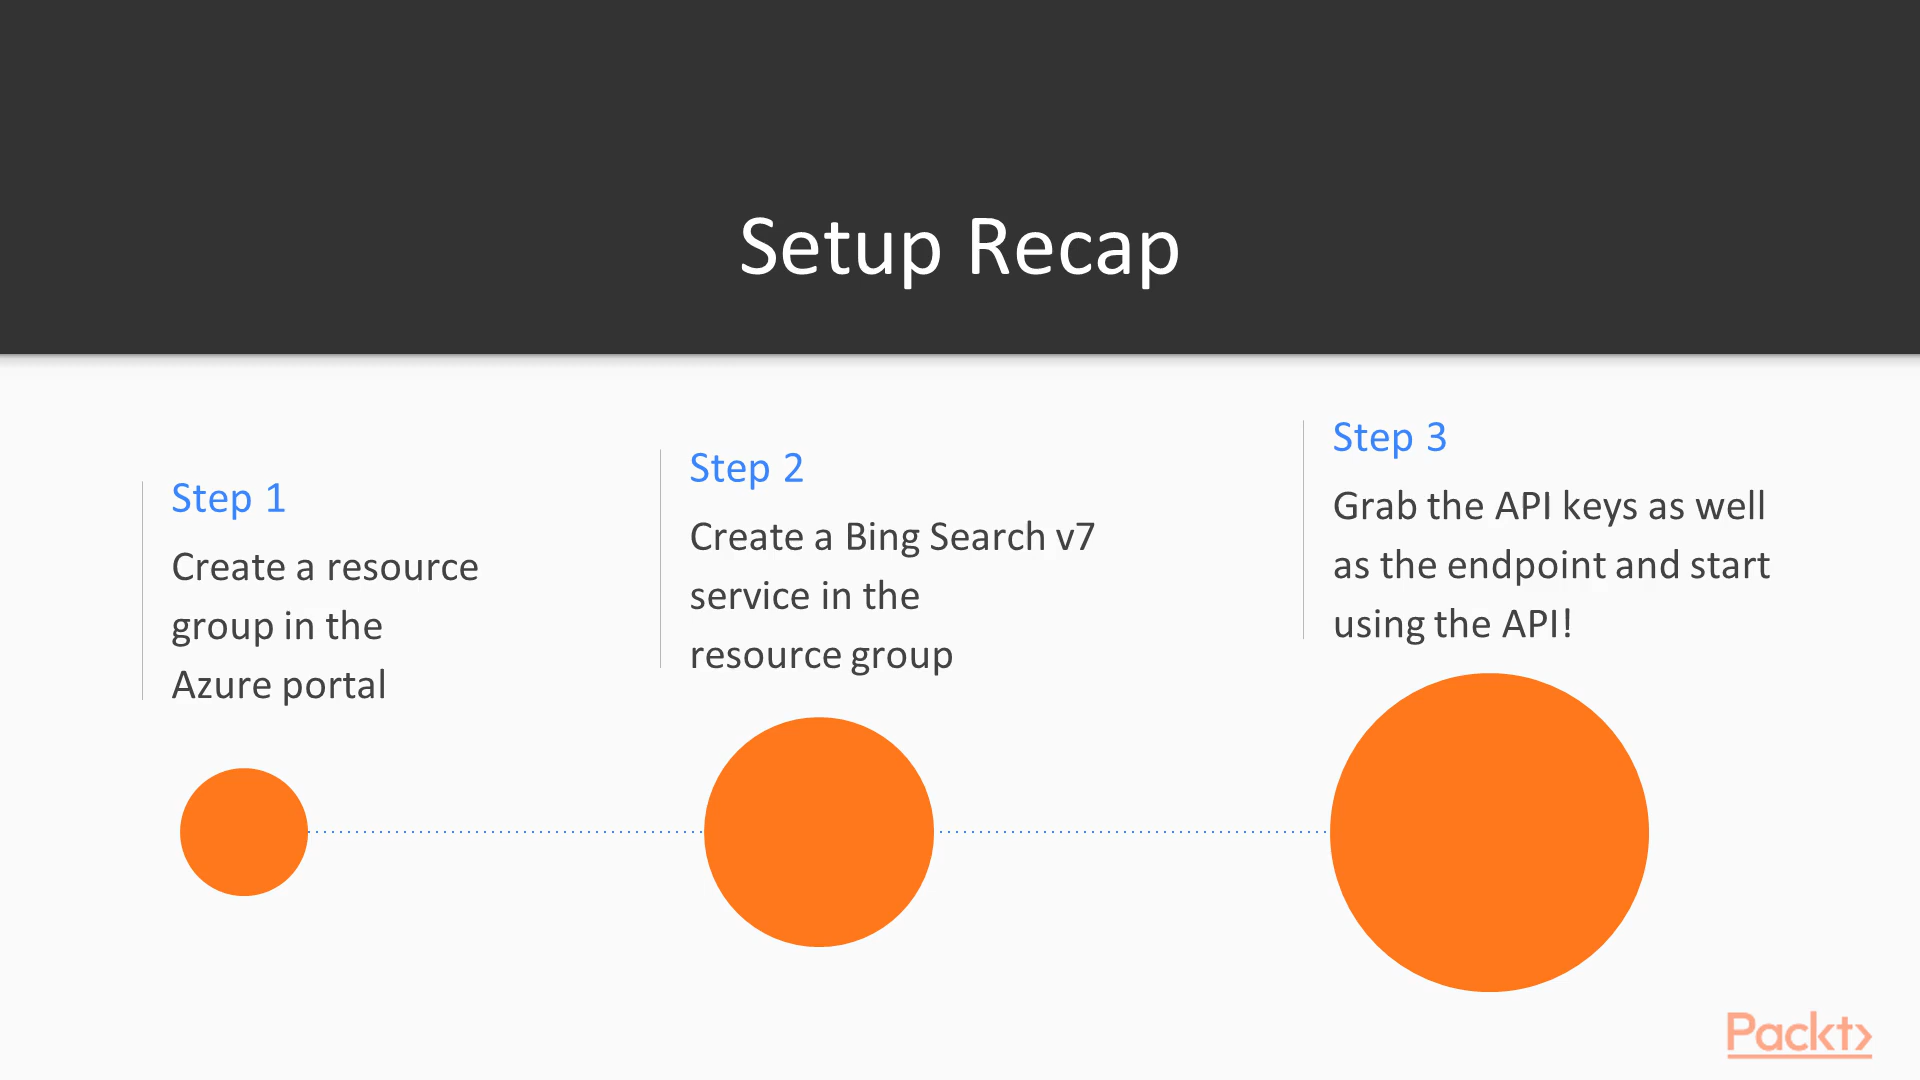 Setup Recap
Step 1
Create a resource
group in the
Azure portal
Step 2
Create a Bing Search v7
service in the
resource group
Step 3
Grab the API keys as well
as the endpoint and start
using the API!
Packt>